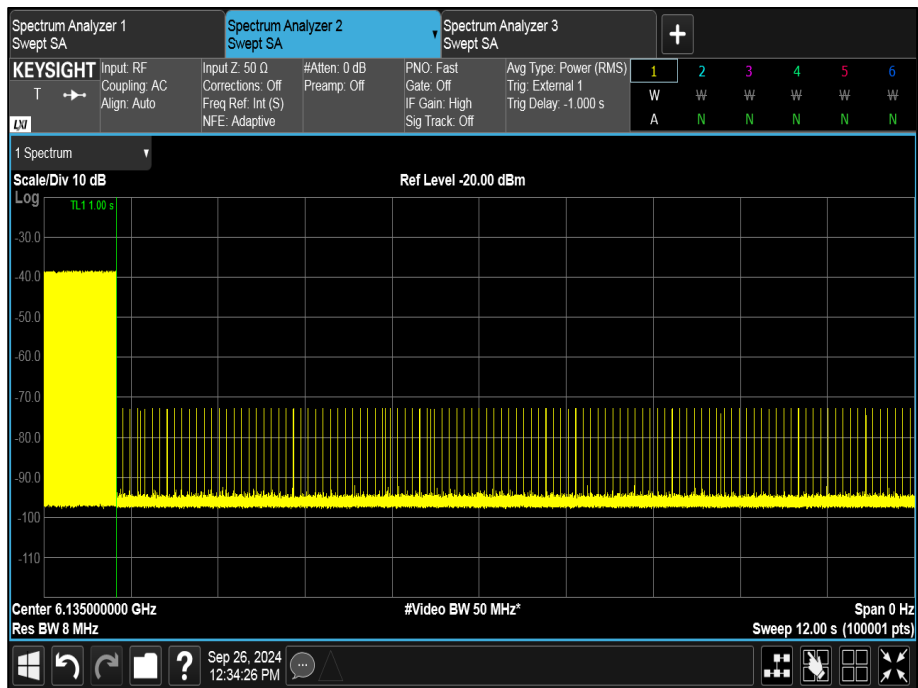 Spectrum Analyzer 1
Swept SA
Spectrum Analyzer 2
Swept SA
Spectrum Analyzer 3
Swept SA
+
KEYSIGHT
T
LXI
Input: RF
Coupling: AC
Align: Auto
Input Z: 50 Ω
Corrections: Off
Freq Ref: Int (S)
NFE: Adaptive
#Atten: 0 dB
Preamp: Off
PNO: Fast
Gate: Off
IF Gain: High
Sig Track: Off
Avg Type: Power (RMS)
Trig: External 1
Trig Delay: -1.000 s
1 2 3 4 5 6
W W W W W W
A N N N N N
1 Spectrum
Scale/Div 10 dB
Ref Level -20.00 dBm
Log
TL1 1.00 s
-30.0
-40.0
-50.0
-60.0
-70.0
-80.0
-90.0
-100
-110
Center 6.135000000 GHz
#Video BW 50 MHz*
Span 0 Hz
Res BW 8 MHz
Sweep 12.00 s (100001 pts)
?
Sep 26, 2024
12:34:26 PM